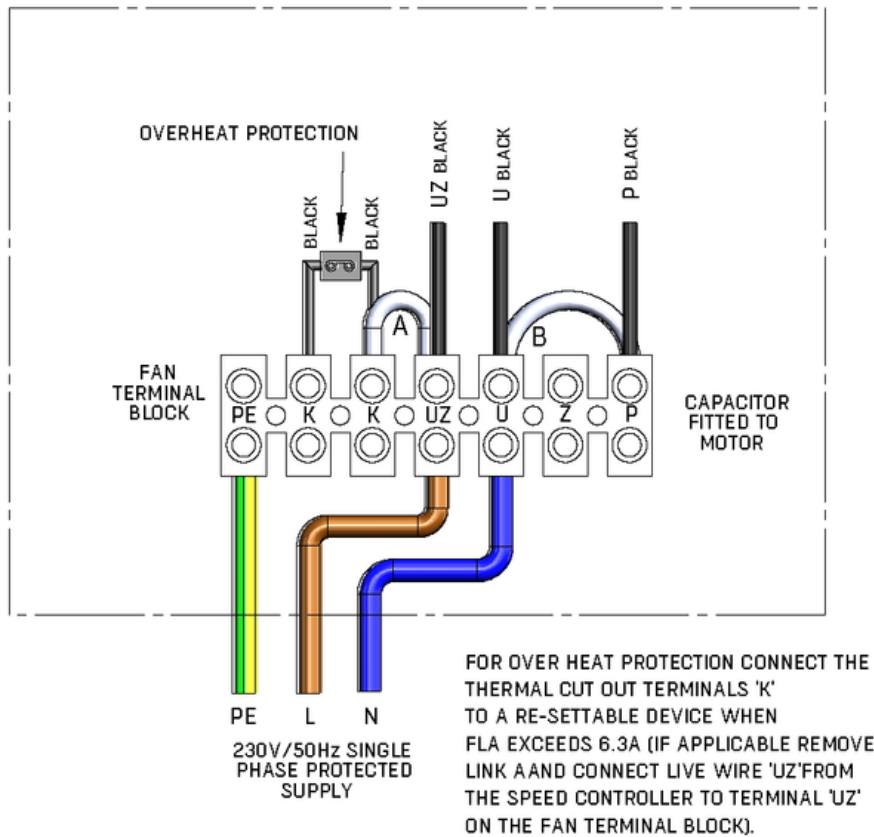 OVERHEAT PROTECTION
BLACK
BLACK
UZ BLACK
U BLACK
P BLACK
A
B
FAN
TERMINAL
BLOCK
PE K K UZ U Z P
CAPACITOR
FITTED TO
MOTOR
PE L N
230V/50Hz SINGLE
PHASE PROTECTED
SUPPLY
FOR OVER HEAT PROTECTION CONNECT THE
THERMAL CUT OUT TERMINALS 'K'
TO A RE-SETTABLE DEVICE WHEN
FLA EXCEEDS 6.3A (IF APPLICABLE REMOVE
LINK AAND CONNECT LIVE WIRE 'UZ'FROM
THE SPEED CONTROLLER TO TERMINAL 'UZ'
ON THE FAN TERMINAL BLOCK).